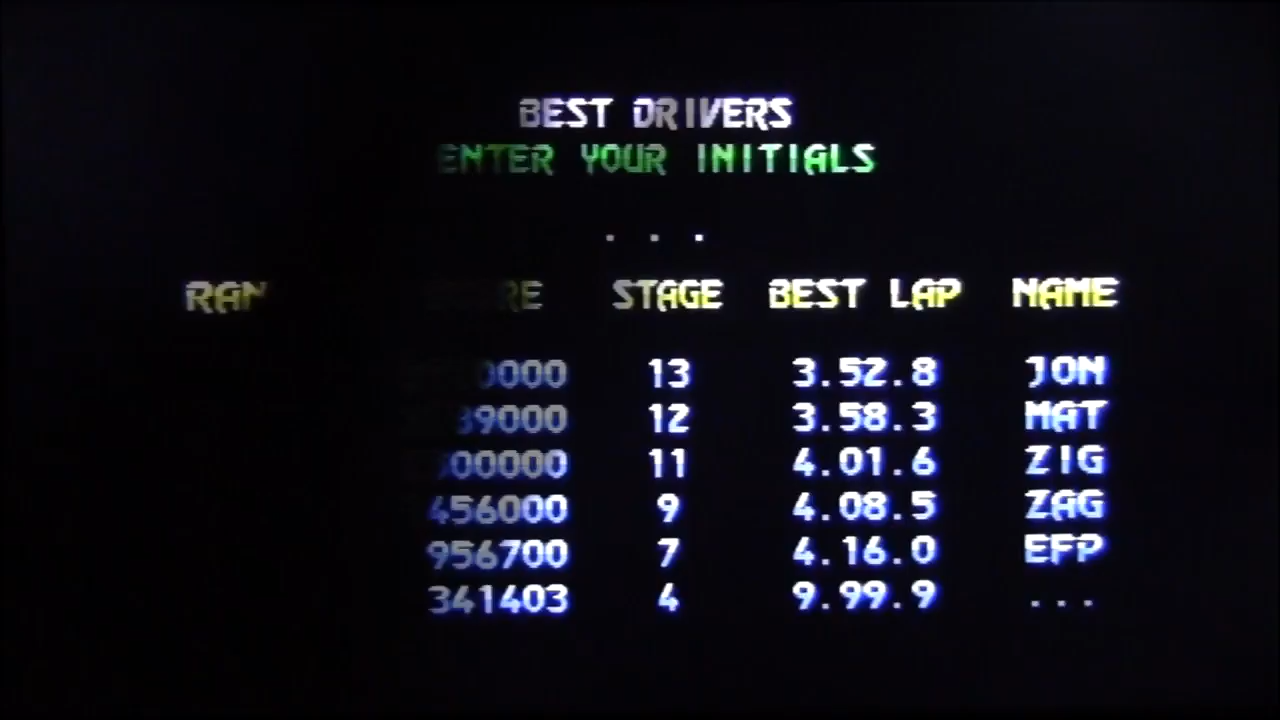 BEST DRIVERS
ENTER YOUR INITIALS
. . .
STAGE BEST LAP NAME
13 3.52.8 JON
12 3.58.3 MAT
11 4.01.6 ZIG
456000 9 4.08.5 ZAG
956700 7 4.16.0 EFP
341403 4 9.99.9 ...